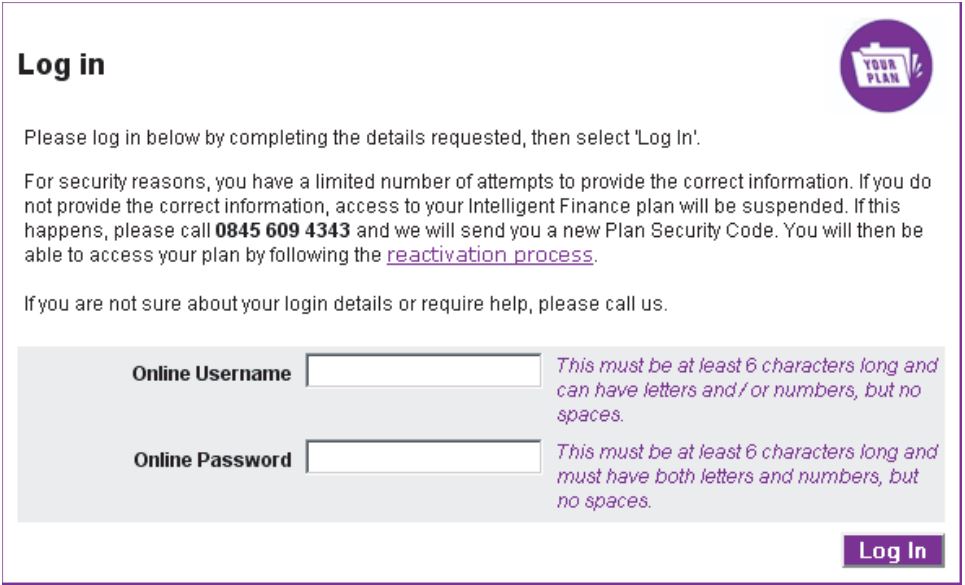 Log in
YOUR
PLAN
Please log in below by completing the details requested, then select 'Log In'.
For security reasons, you have a limited number of attempts to provide the correct information. If you do
not provide the correct information, access to your Intelligent Finance plan will be suspended. If this
happens, please call 0845 609 4343 and we will send you a new Plan Security Code. You will then be
able to access your plan by following the reactivation process.
If you are not sure about your login details or require help, please call us.
Online Username
This must be at least 6 characters long and
can have letters and / or numbers, but no
spaces.
Online Password
This must be at least 6 characters long and
must have both letters and numbers, but
no spaces.
Log In